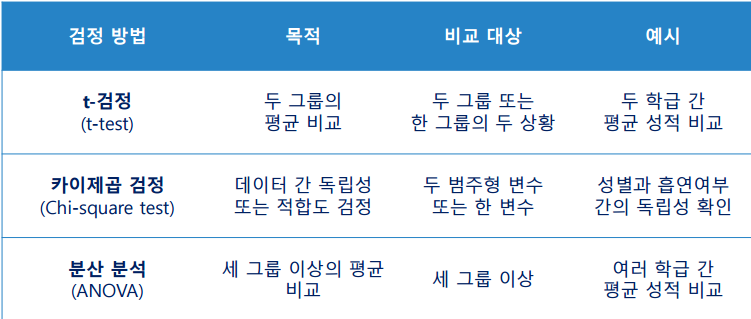 검정 방법
목적
비교 대상
예시
t-검정
(t-test)
두 그룹의
평균 비교
두 그룹 또는
한 그룹의 두 상황
두 학급 간
평균 성적 비교
카이제곱 검정
(Chi-square test)
데이터 간 독립성
또는 적합도 검정
두 범주형 변수
또는 한 변수
성별과 흡연여부
간의 독립성 확인
분산 분석
(ANOVA)
세 그룹 이상의 평균
비교
세 그룹 이상
여러 학급 간
평균 성적 비교